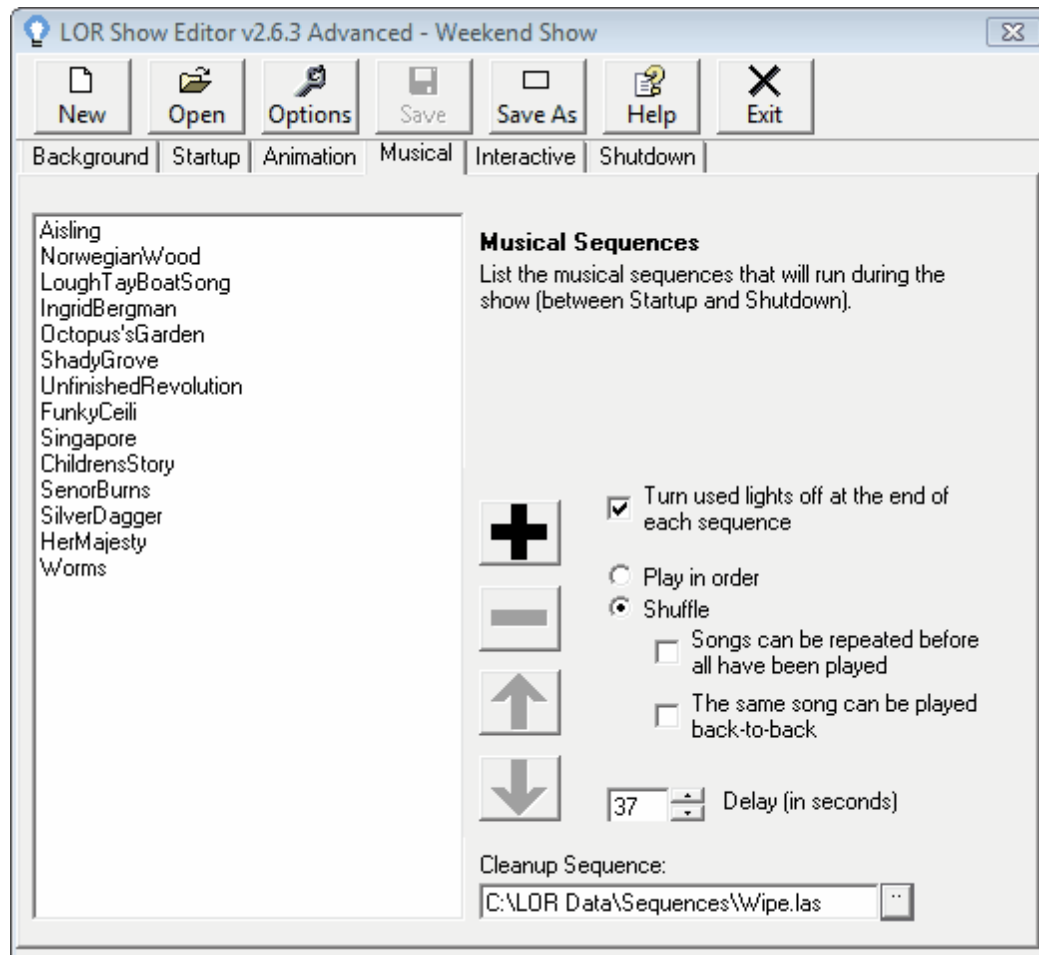 LOR Show Editor v2.6.3 Advanced - Weekend Show
New Open Options Save Save As Help Exit
Background Startup Animation Musical Interactive Shutdown
Aisling
NorwegianWood
LoughTayBoatSong
IngridBergman
Octopus'sGarden
ShadyGrove
UnfinishedRevolution
FunkyCeili
Singapore
ChildrensStory
SenorBurns
SilverDagger
HerMajesty
Worms
Musical Sequences
List the musical sequences that will run during the
show (between Startup and Shutdown).
Turn used lights off at the end of
each sequence
Play in order
Shuffle
Songs can be repeated before
all have been played
The same song can be played
back-to-back
37 Delay (in seconds)
Cleanup Sequence:
C:\LOR Data\Sequences\Wipe.las ..